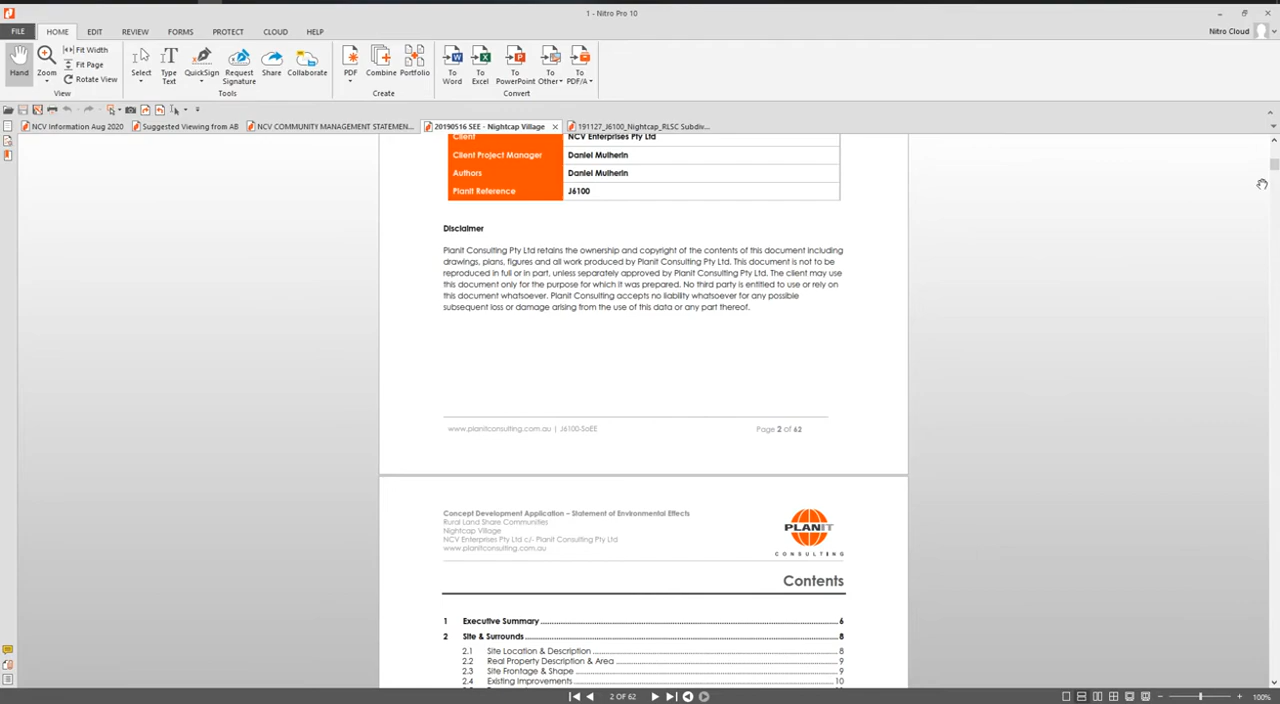 1 - Nitro Pro 10
FILE HOME EDIT REVIEW FORMS PROTECT CLOUD HELP Nitro Cloud
Hand
Zoom
Fit Width
Fit Page
Rotate View
View
Select
Type Text
QuickSign
Request Signature
Share
Collaborate
Tools
PDF
Combine
Portfolio
Create
To Word
To Excel
To PowerPoint
To Other
To PDF/A
Convert
NCV Information Aug 2020 Suggested Viewing from AB NCV COMMUNITY MANAGEMENT STATEMEN... 20190516 SEE - Nightcap Village 191127_J6100_Nightcap_RLSC Subdiv...
Client NCV Enterprises Pty Ltd
Client Project Manager Daniel Mulherin
Authors Daniel Mulherin
Planit Reference J6100
Disclaimer
Planit Consulting Pty Ltd retains the ownership and copyright of the contents of this document including
drawings, plans, figures and all work produced by Planit Consulting Pty Ltd. This document is not to be
reproduced in full or in part, unless separately approved by Planit Consulting Pty Ltd. The client may use
this document only for the purpose for which it was prepared. No third party is entitled to use or rely on
this document whatsoever. Planit Consulting accepts no liability whatsoever for any possible
subsequent loss or damage arising from the use of this data or any part thereof.
www.planitconsulting.com.au | J6100-SoEE Page 2 of 62
Concept Development Application – Statement of Environmental Effects
Rural Land Share Communities
Nightcap Village
NCV Enterprises Pty Ltd c/- Planit Consulting Pty Ltd
www.planitconsulting.com.au
PLANIT
CONSULTING
Contents
1 Executive Summary 6
2 Site & Surrounds 8
2.1 Site Location & Description 8
2.2 Real Property Description & Area 9
2.3 Site Frontage & Shape 9
2.4 Existing Improvements 10
2 OF 62
100%